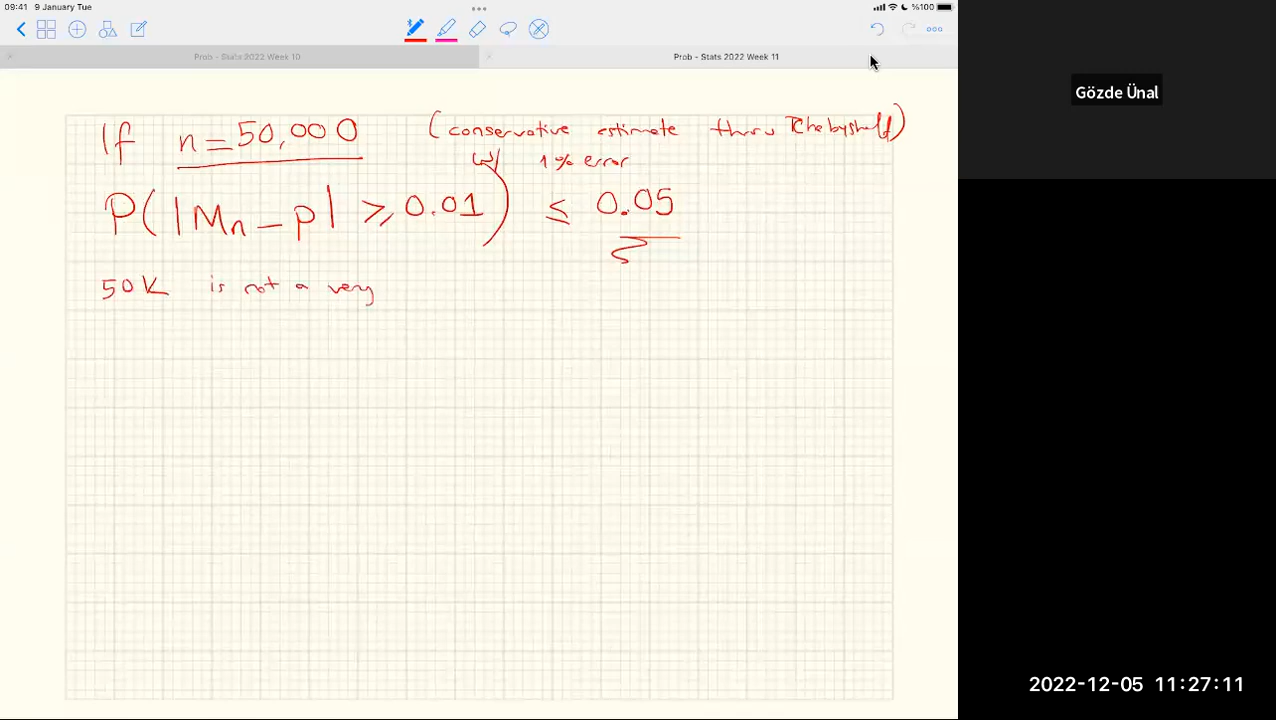 09:41 9 January Tue
%100
Prob - Stats 2022 Week 10
Prob - Stats 2022 Week 11
Gözde Ünal
If n = 50,000 (conservative estimate thru Tchebysheff)
w/ 1% error
P(|Mn - p| ≥ 0.01) ≤ 0.05
50K is not a very
2022-12-05 11:27:11